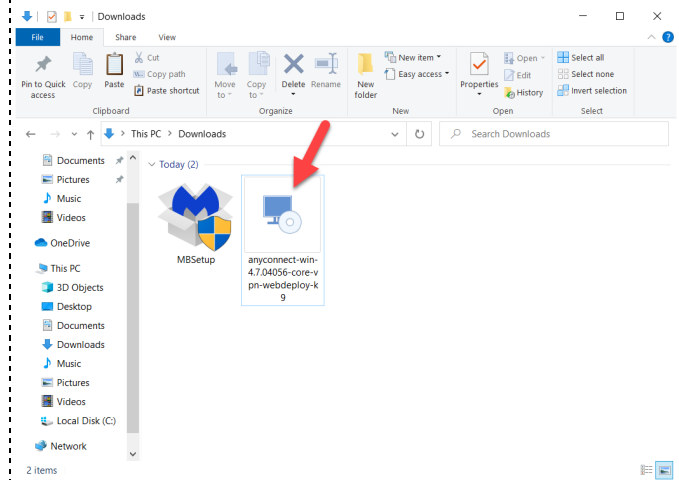 Downloads
File Home Share View
Pin to Quick access
Copy
Paste
Cut
Copy path
Paste shortcut
Clipboard
Move to
Copy to
Delete
Rename
Organize
New folder
New item
Easy access
New
Properties
Open
Edit
History
Open
Select all
Select none
Invert selection
Select
This PC > Downloads
Search Downloads
Documents
Pictures
Music
Videos
OneDrive
This PC
3D Objects
Desktop
Documents
Downloads
Music
Pictures
Videos
Local Disk (C:)
Network
Today (2)
MBSetup
anyconnect-win-
4.7.04056-core-v
pn-webdeploy-k
9
2 items